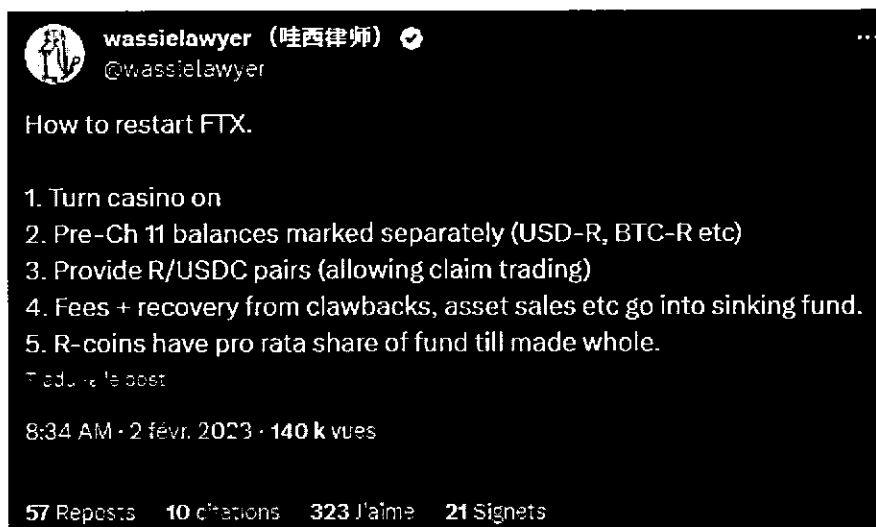 wassielawyer (哇西律师)
@wassielawyer
How to restart FTX.
1. Turn casino on
2. Pre-Ch 11 balances marked separately (USD-R, BTC-R etc)
3. Provide R/USDC pairs (allowing claim trading)
4. Fees + recovery from clawbacks, asset sales etc go into sinking fund.
5. R-coins have pro rata share of fund till made whole.
le post
8:34 AM · 2 févr. 2023 · 140 k vues
57 Reposts 10 citations 323 J'aime 21 Signets